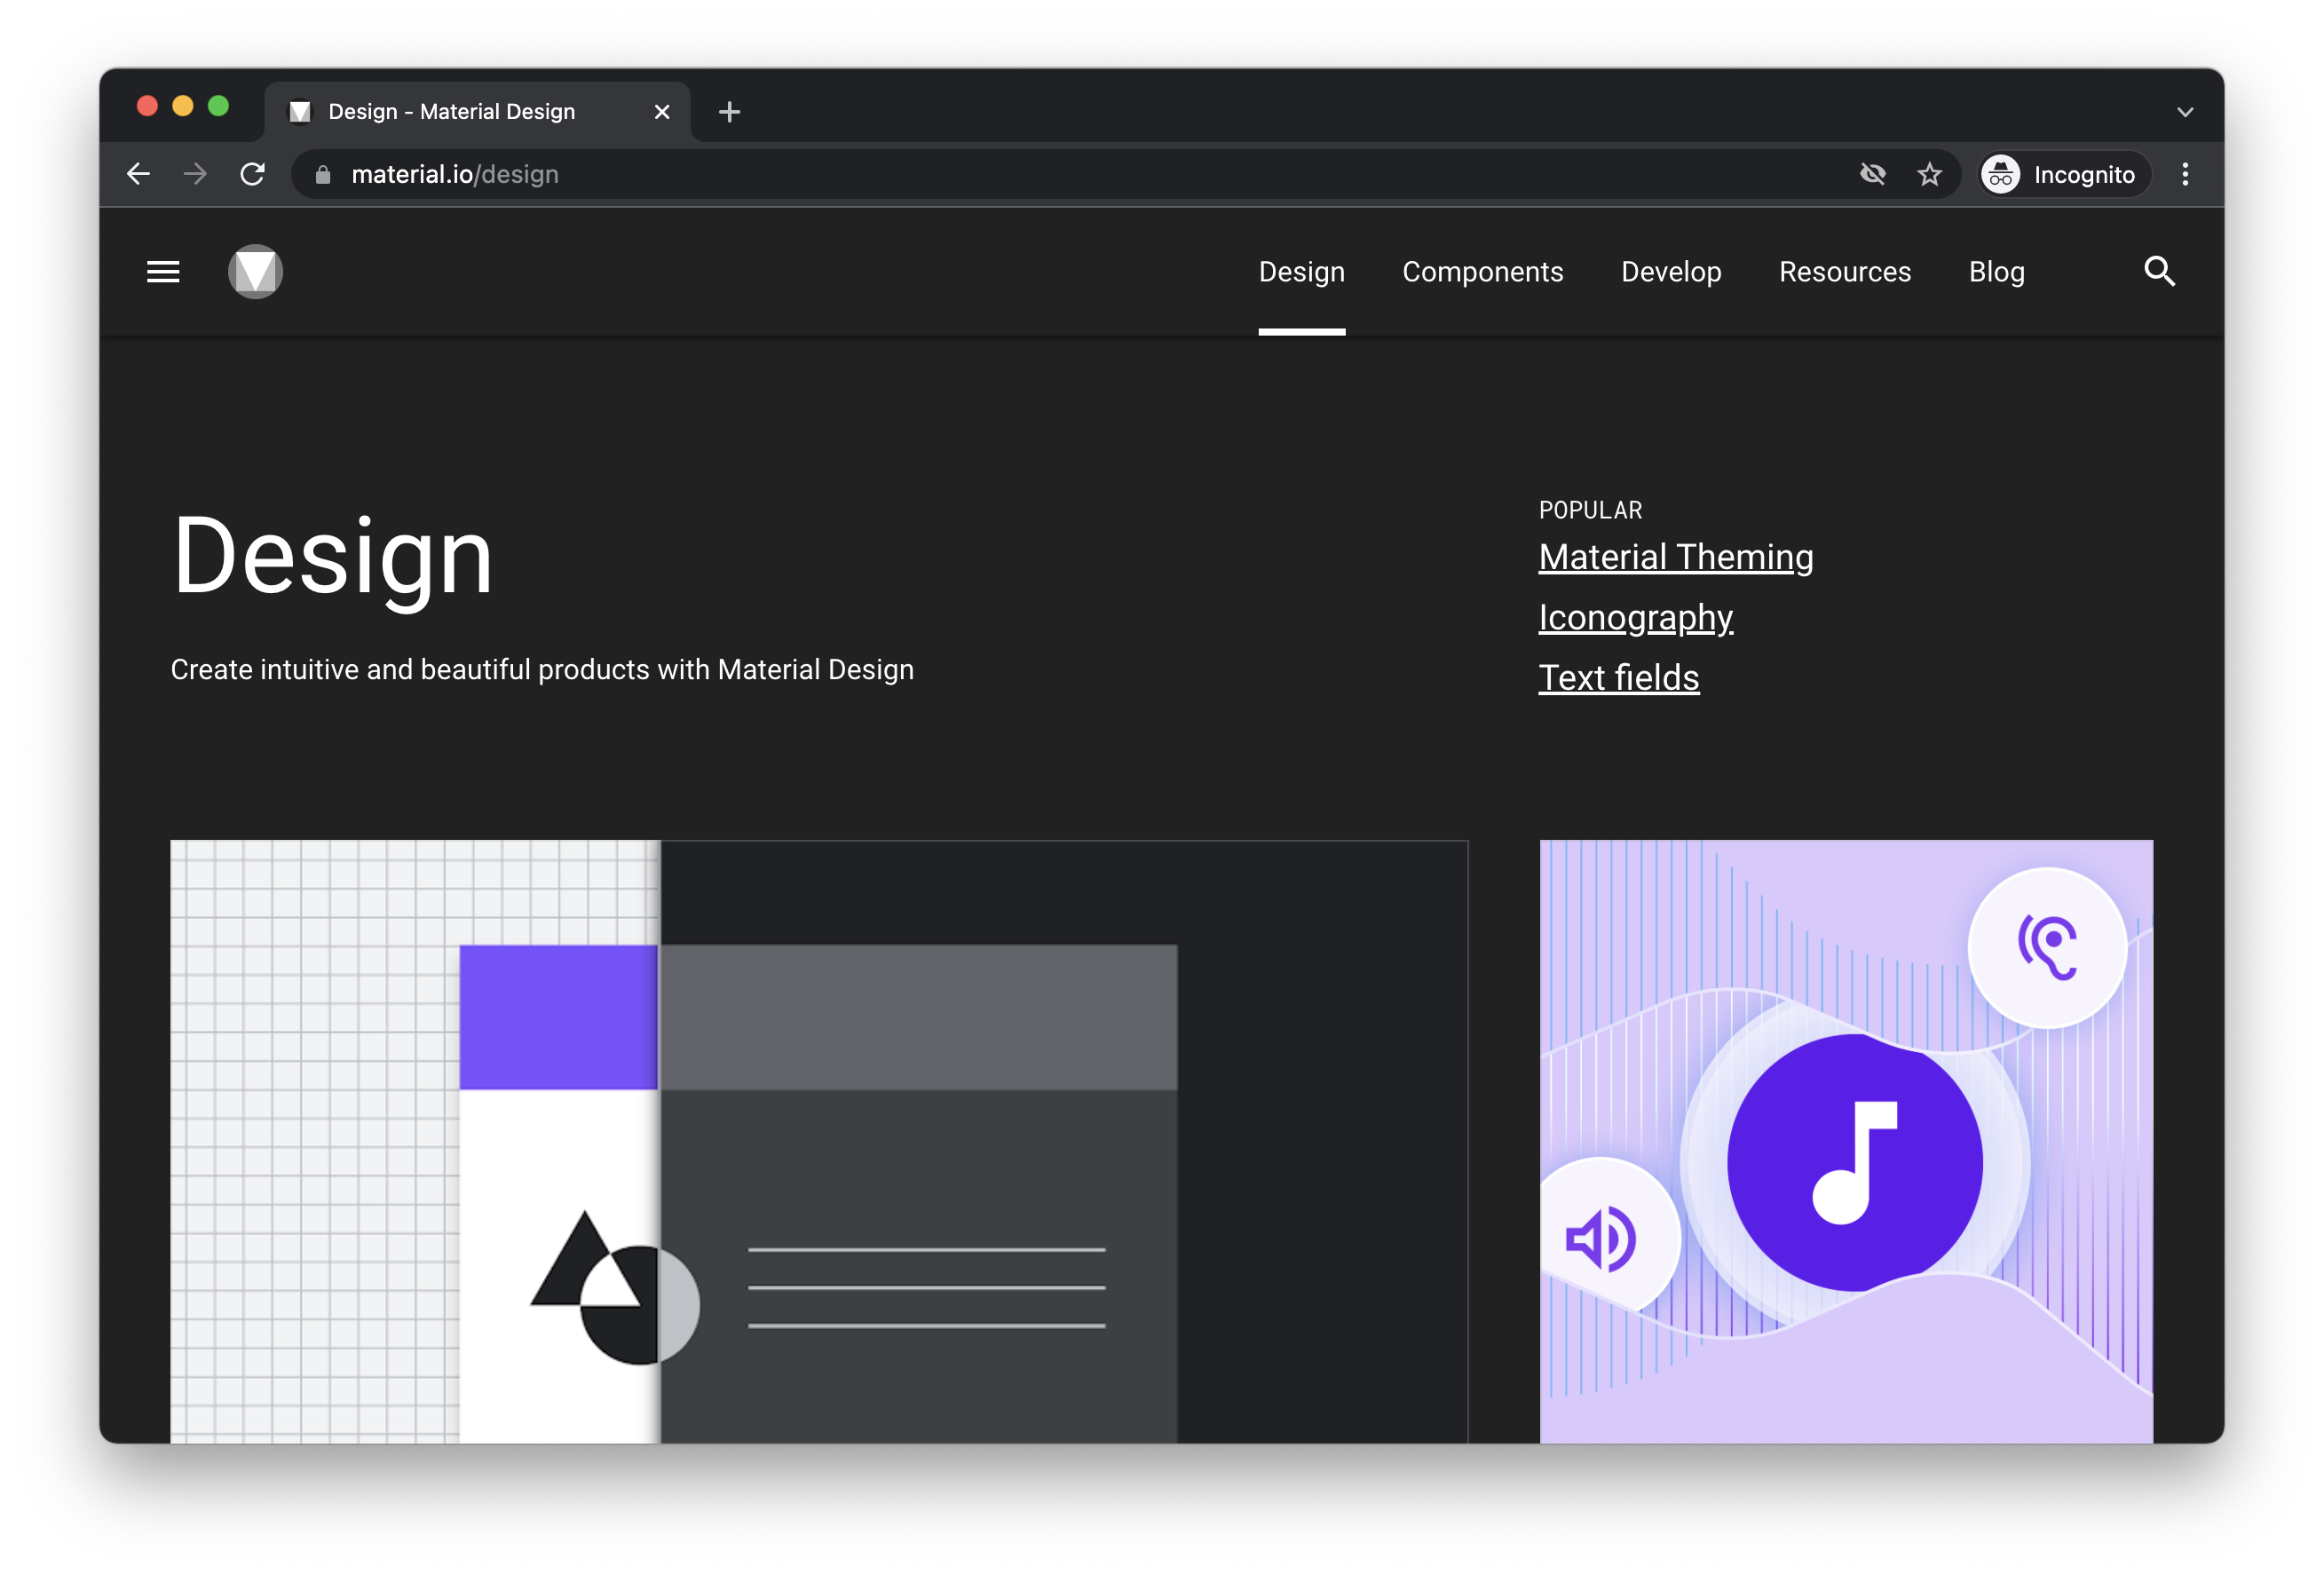 Design - Material Design
material.io/design
Incognito
Design Components Develop Resources Blog
Design
Create intuitive and beautiful products with Material Design
POPULAR
Material Theming
Iconography
Text fields